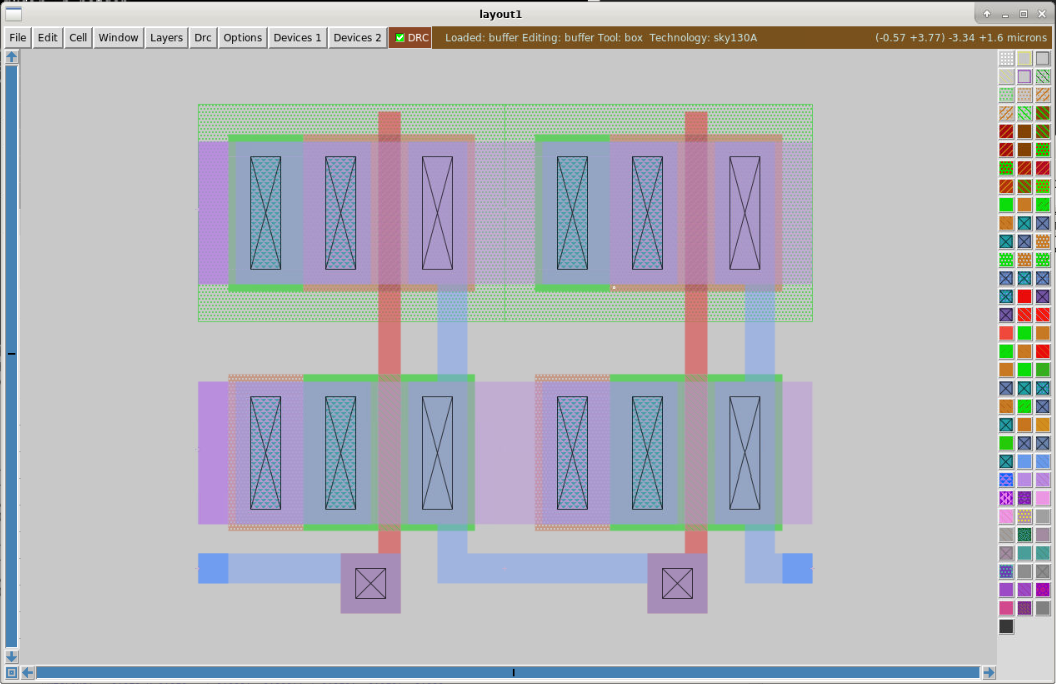 layout1
File Edit Cell Window Layers Drc Options Devices 1 Devices 2 DRC Loaded: buffer Editing: buffer Tool: box Technology: sky130A (-0.57 +3.77) -3.34 +1.6 microns